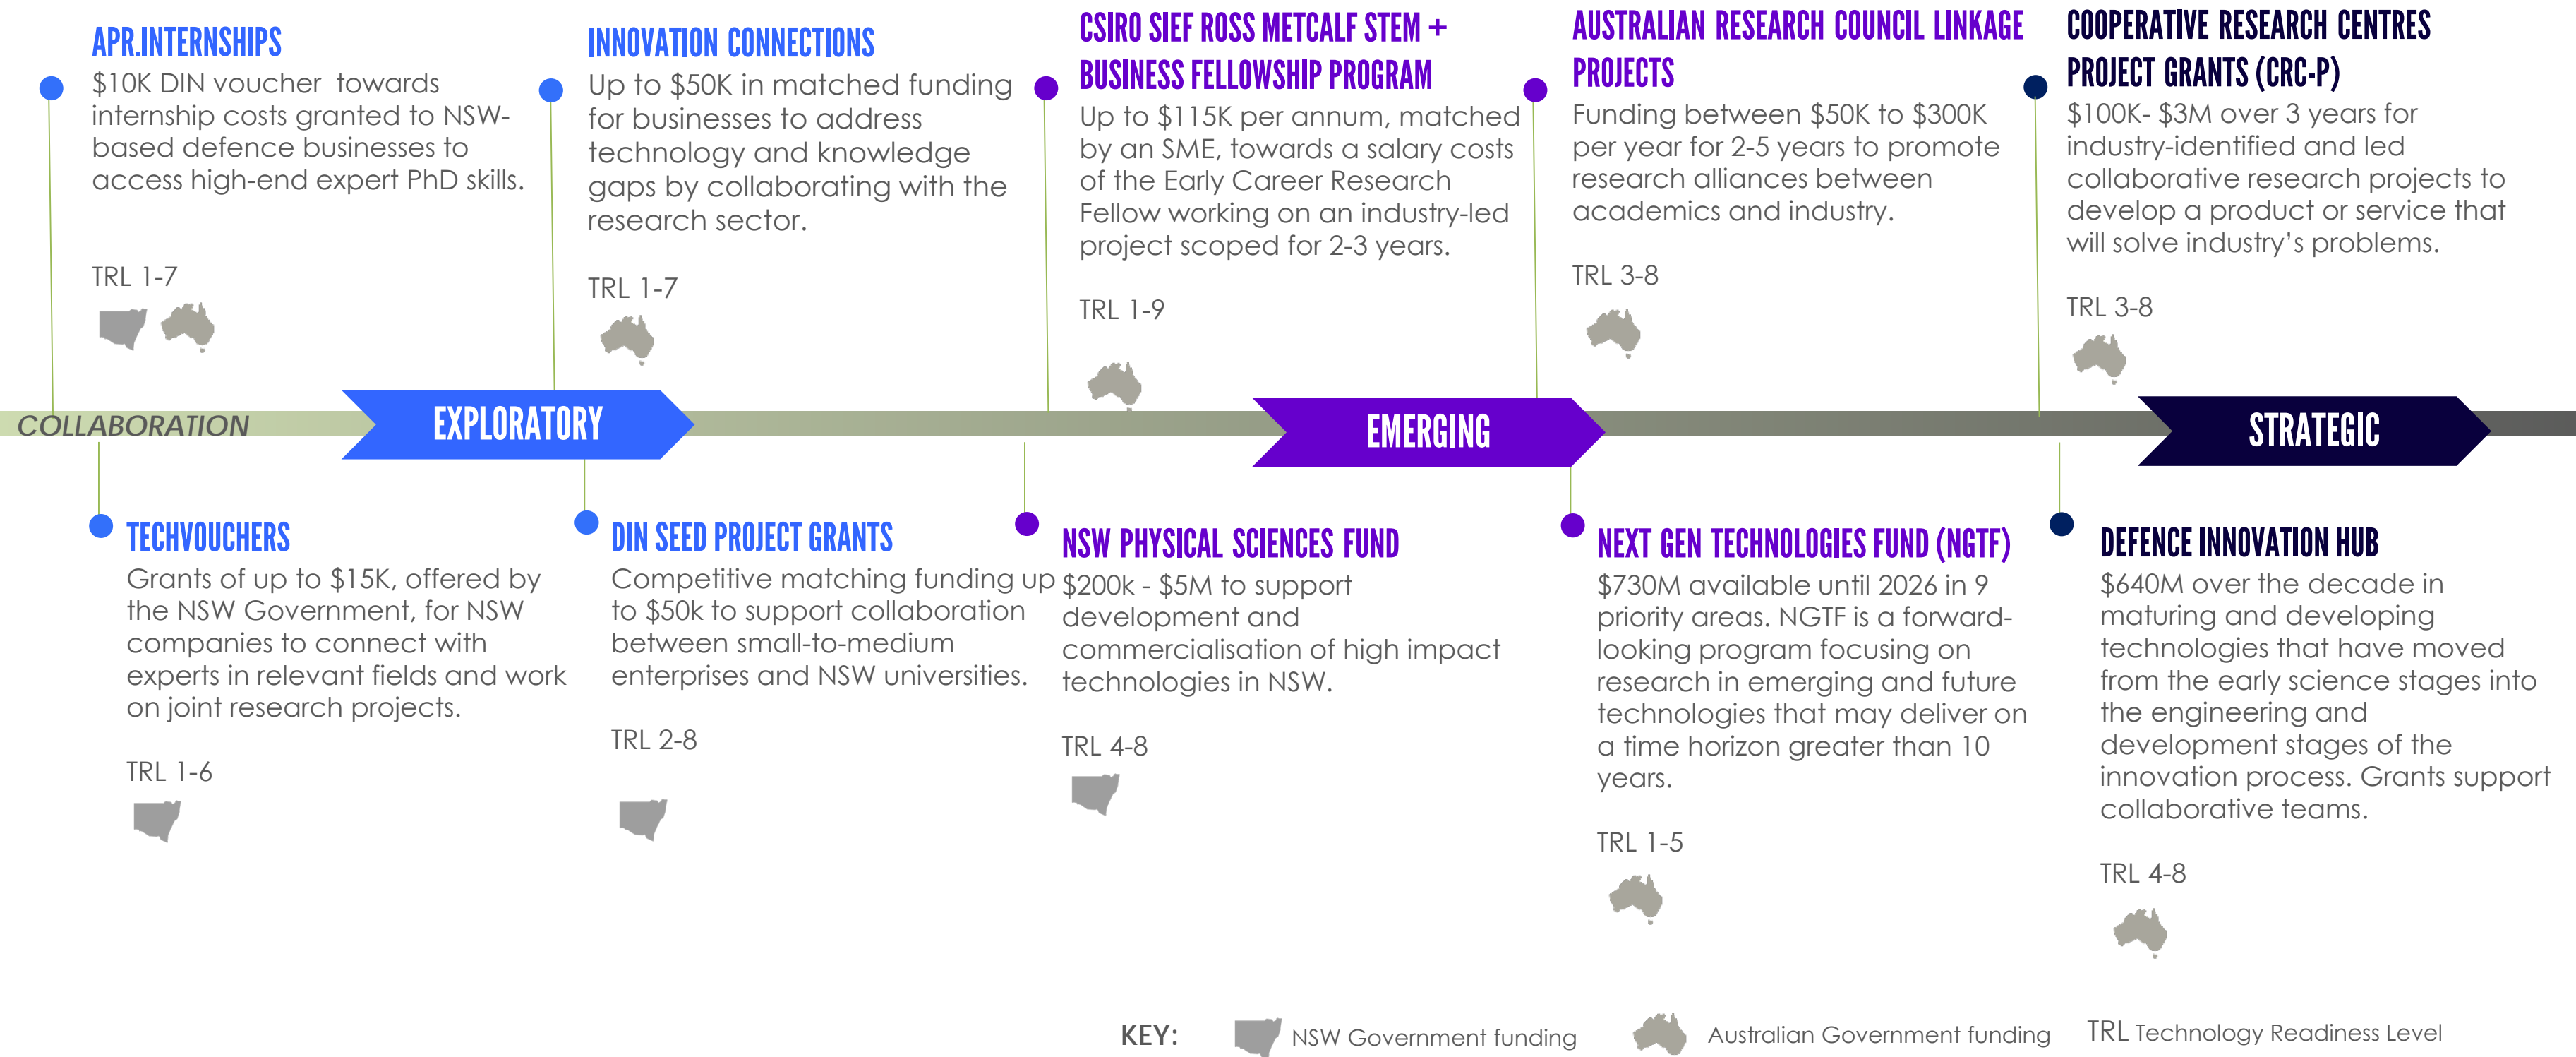 APR.INTERNSHIPS
$10K DIN voucher towards
internship costs granted to NSW-
based defence businesses to
access high-end expert PhD skills.
TRL 1-7
INNOVATION CONNECTIONS
Up to $50K in matched funding
for businesses to address
technology and knowledge
gaps by collaborating with the
research sector.
TRL 1-7
CSIRO SIEF ROSS METCALF STEM +
BUSINESS FELLOWSHIP PROGRAM
Up to $115K per annum, matched
by an SME, towards a salary costs
of the Early Career Research
Fellow working on an industry-led
project scoped for 2-3 years.
TRL 1-9
AUSTRALIAN RESEARCH COUNCIL LINKAGE
PROJECTS
Funding between $50K to $300K
per year for 2-5 years to promote
research alliances between
academics and industry.
TRL 3-8
COOPERATIVE RESEARCH CENTRES
PROJECT GRANTS (CRC-P)
$100K- $3M over 3 years for
industry-identified and led
collaborative research projects to
develop a product or service that
will solve industry's problems.
TRL 3-8
COLLABORATION
EXPLORATORY
EMERGING
STRATEGIC
TECHVOUCHERS
Grants of up to $15K, offered by
the NSW Government, for NSW
companies to connect with
experts in relevant fields and work
on joint research projects.
TRL 1-6
DIN SEED PROJECT GRANTS
Competitive matching funding up
to $50k to support collaboration
between small-to-medium
enterprises and NSW universities.
TRL 2-8
NSW PHYSICAL SCIENCES FUND
$200k - $5M to support
development and
commercialisation of high impact
technologies in NSW.
TRL 4-8
NEXT GEN TECHNOLOGIES FUND (NGTF)
$730M available until 2026 in 9
priority areas. NGTF is a forward-
looking program focusing on
research in emerging and future
technologies that may deliver on
a time horizon greater than 10
years.
TRL 1-5
DEFENCE INNOVATION HUB
$640M over the decade in
maturing and developing
technologies that have moved
from the early science stages into
the engineering and
development stages of the
innovation process. Grants support
collaborative teams.
TRL 4-8
KEY:
NSW Government funding
Australian Government funding
TRL Technology Readiness Level